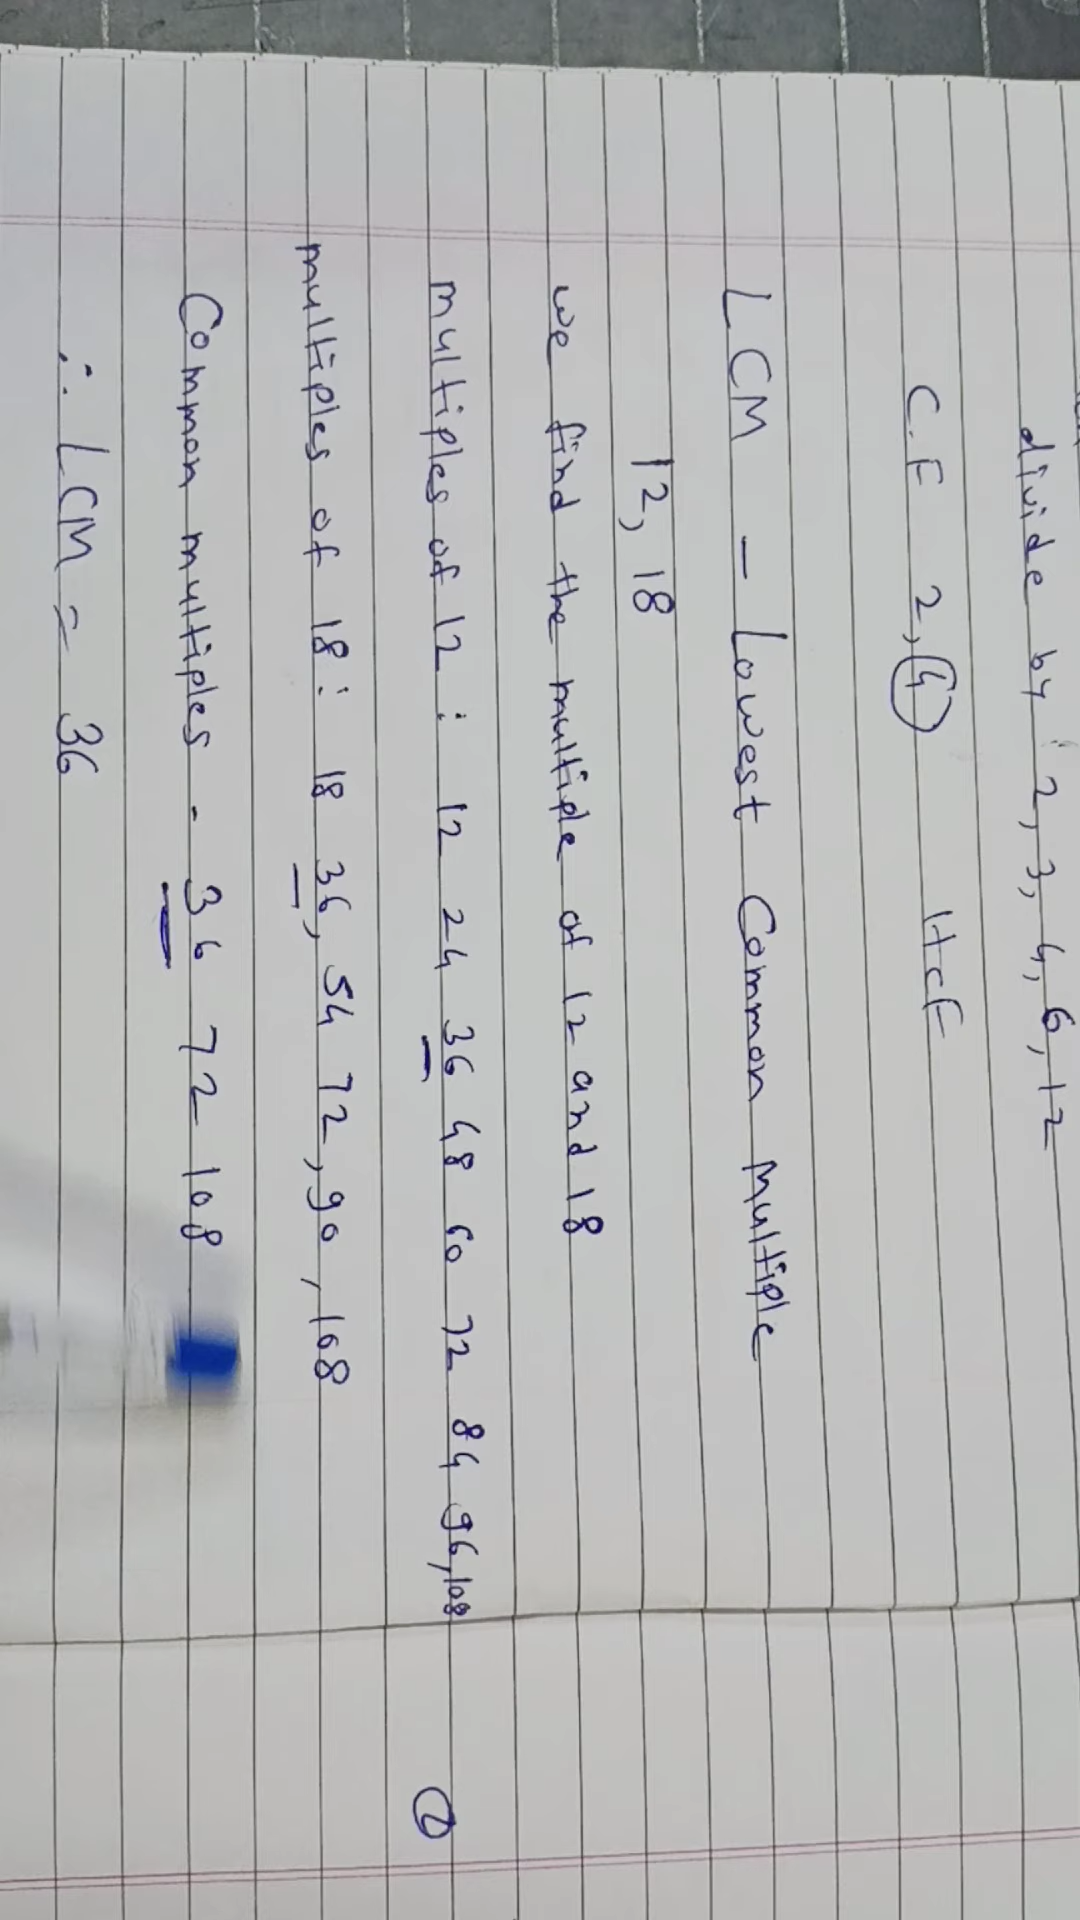 divide by : 2, 3, 4, 6, 12
C.F 2, 4 HCF
LCM - Lowest Common Multiple
12, 18
we find the multiple of 12 and 18
multiples of 12 : 12 24 36 48 60 72 84 96, 108
multiples of 18 : 18 36, 54 72, 90, 108
Common multiples - 36 72 108
∴ LCM = 36